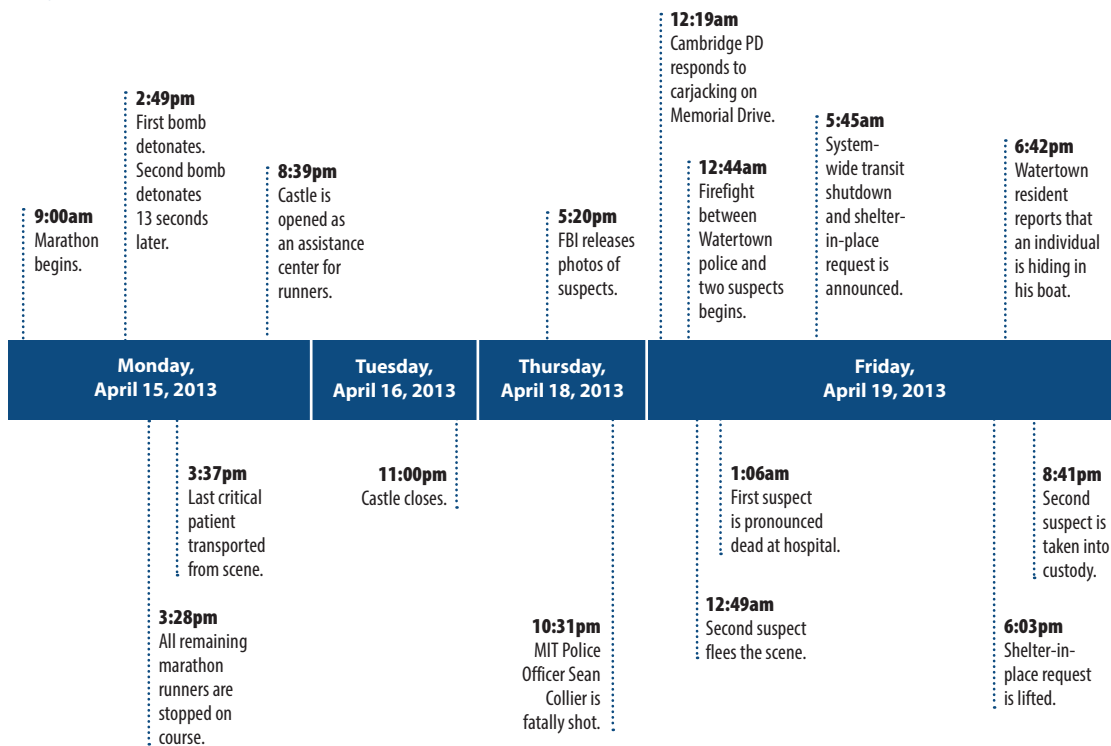 9:00am
Marathon
begins.
2:49pm
First bomb
detonates.
Second bomb
detonates
13 seconds
later.
8:39pm
Castle is
opened as
an assistance
center for
runners.
5:20pm
FBI releases
photos of
suspects.
12:19am
Cambridge PD
responds to
carjacking on
Memorial Drive.
12:44am
Firefight
between
Watertown
police and
two suspects
begins.
5:45am
System-
wide transit
shutdown
and shelter-
in-place
request is
announced.
6:42pm
Watertown
resident
reports that
an individual
is hiding in
his boat.
Monday,
April 15, 2013
Tuesday,
April 16, 2013
Thursday,
April 18, 2013
Friday,
April 19, 2013
3:28pm
All remaining
marathon
runners are
stopped on
course.
3:37pm
Last critical
patient
transported
from scene.
11:00pm
Castle closes.
10:31pm
MIT Police
Officer Sean
Collier is
fatally shot.
12:49am
Second suspect
flees the scene.
1:06am
First suspect
is pronounced
dead at hospital.
6:03pm
Shelter-in-
place request
is lifted.
8:41pm
Second
suspect is
taken into
custody.